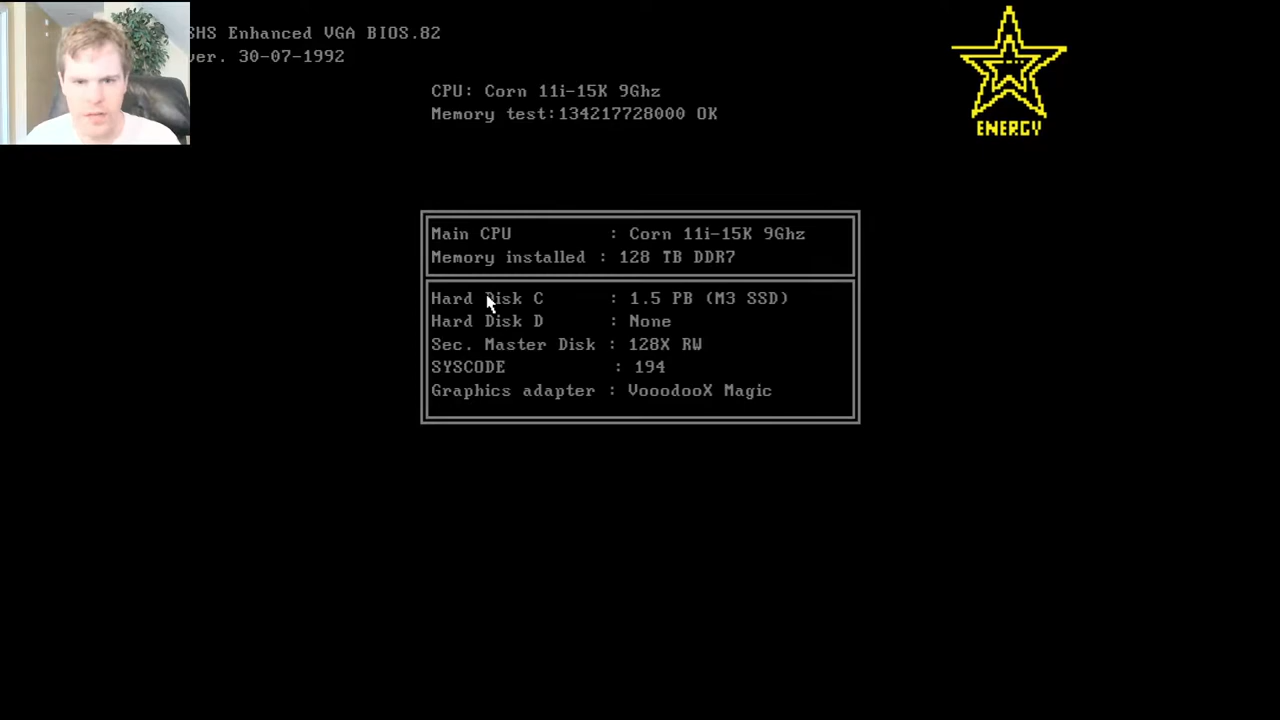 SHS Enhanced VGA BIOS.82
ver. 30-07-1992
CPU: Corn 11i-15K 9Ghz
Memory test:134217728000 OK
ENERGY
Main CPU : Corn 11i-15K 9Ghz
Memory installed : 128 TB DDR7
Hard Disk C : 1.5 PB (M3 SSD)
Hard Disk D : None
Sec. Master Disk : 128X RW
SYSCODE : 194
Graphics adapter : VooodooX Magic